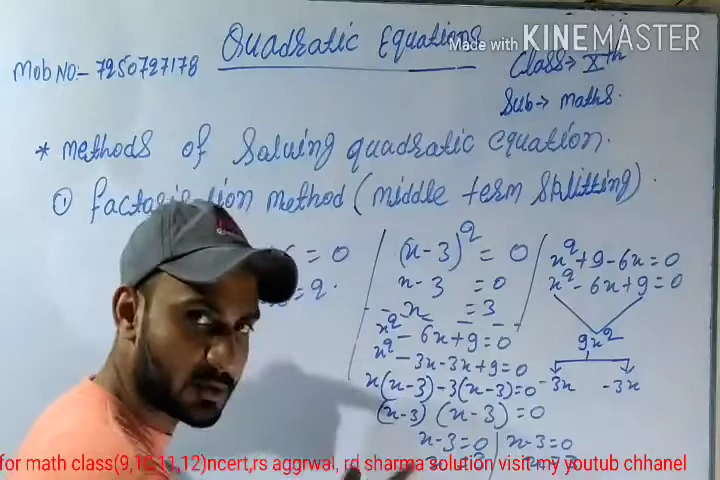 Made with KINEMASTER
Quadratic Equations
Mob No:- 7250727178
Class→ Xth
Sub→ maths.
* methods of Solving quadratic equation.
① factorisation method (middle term Splitting).
= 0
(x-3)² = 0
x-3 = 0
x = 3
x² - 6x+9=0
x² - 3x-3x+9=0
x(x-3)-3(x-3)=0
(x-3) (x-3)=0
x-3=0 | x-3=0
x²+9-6x=0
x²-6x+9=0
9x²
-3x -3x
for math class(9,10,11,12)ncert,rs aggrwal, rd sharma solution visit my youtub chhanel